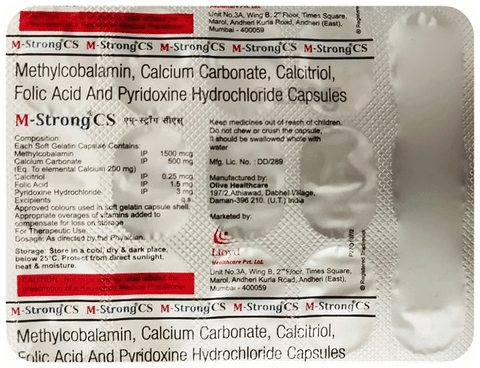 Healthcare Pvt. Ltd.
Unit No.3A, Wing B, 2nd Floor, Times Square,
Marol, Andheri Kurla Road, Andheri (East),
Mumbai - 400059
M-Strong CS M-Strong CS M-Strong CS M-Strong CS M-Strong CS
Methylcobalamin, Calcium Carbonate, Calcitriol,
Folic Acid And Pyridoxine Hydrochloride Capsules
M-Strong CS एम-स्ट्राँग सीएस
Composition:
Each Soft Gelatin Capsule Contains:
Methylcobalamin IP 1500 mcg
Calcium Carbonate IP 500 mg
(Eq. To elemental Calcium 200 mg)
Calcitriol IP 0.25 mcg
Folic Acid IP 1.5 mg
Pyridoxine Hydrochloride IP 3 mg
Excipients q.s.
Approved colours used in soft gelatin capsule shell.
Appropriate overages of vitamins added to
compensate for loss on storage
For Therapeutic Use
Dosage: As directed by the Physician.
Storage: Store in a cool, dry & dark place,
below 25°C. Protect from direct sunlight,
heat & moisture.
Keep medicines out of reach of children.
Do not chew or crush the capsule,
It should be swallowed whole with
water
Mfg. Lic. No. : DD/289
Manufactured by:
Olive Healthcare
197/2, Athiawad, Dabhel Village,
Daman-396 210. (U.T.) India
Marketed by:
Lloyd
Healthcare Pvt. Ltd.
Unit No.3A, Wing B, 2nd Floor, Times Square,
Marol, Andheri Kurla Road, Andheri (East),
Mumbai - 400059
® Registered Trademark
M-Strong CS M-Strong CS M-Strong CS M-Strong CS M-Strong CS
Methylcobalamin, Calcium Carbonate, Calcitriol,
Folic Acid And Pyridoxine Hydrochloride Capsules